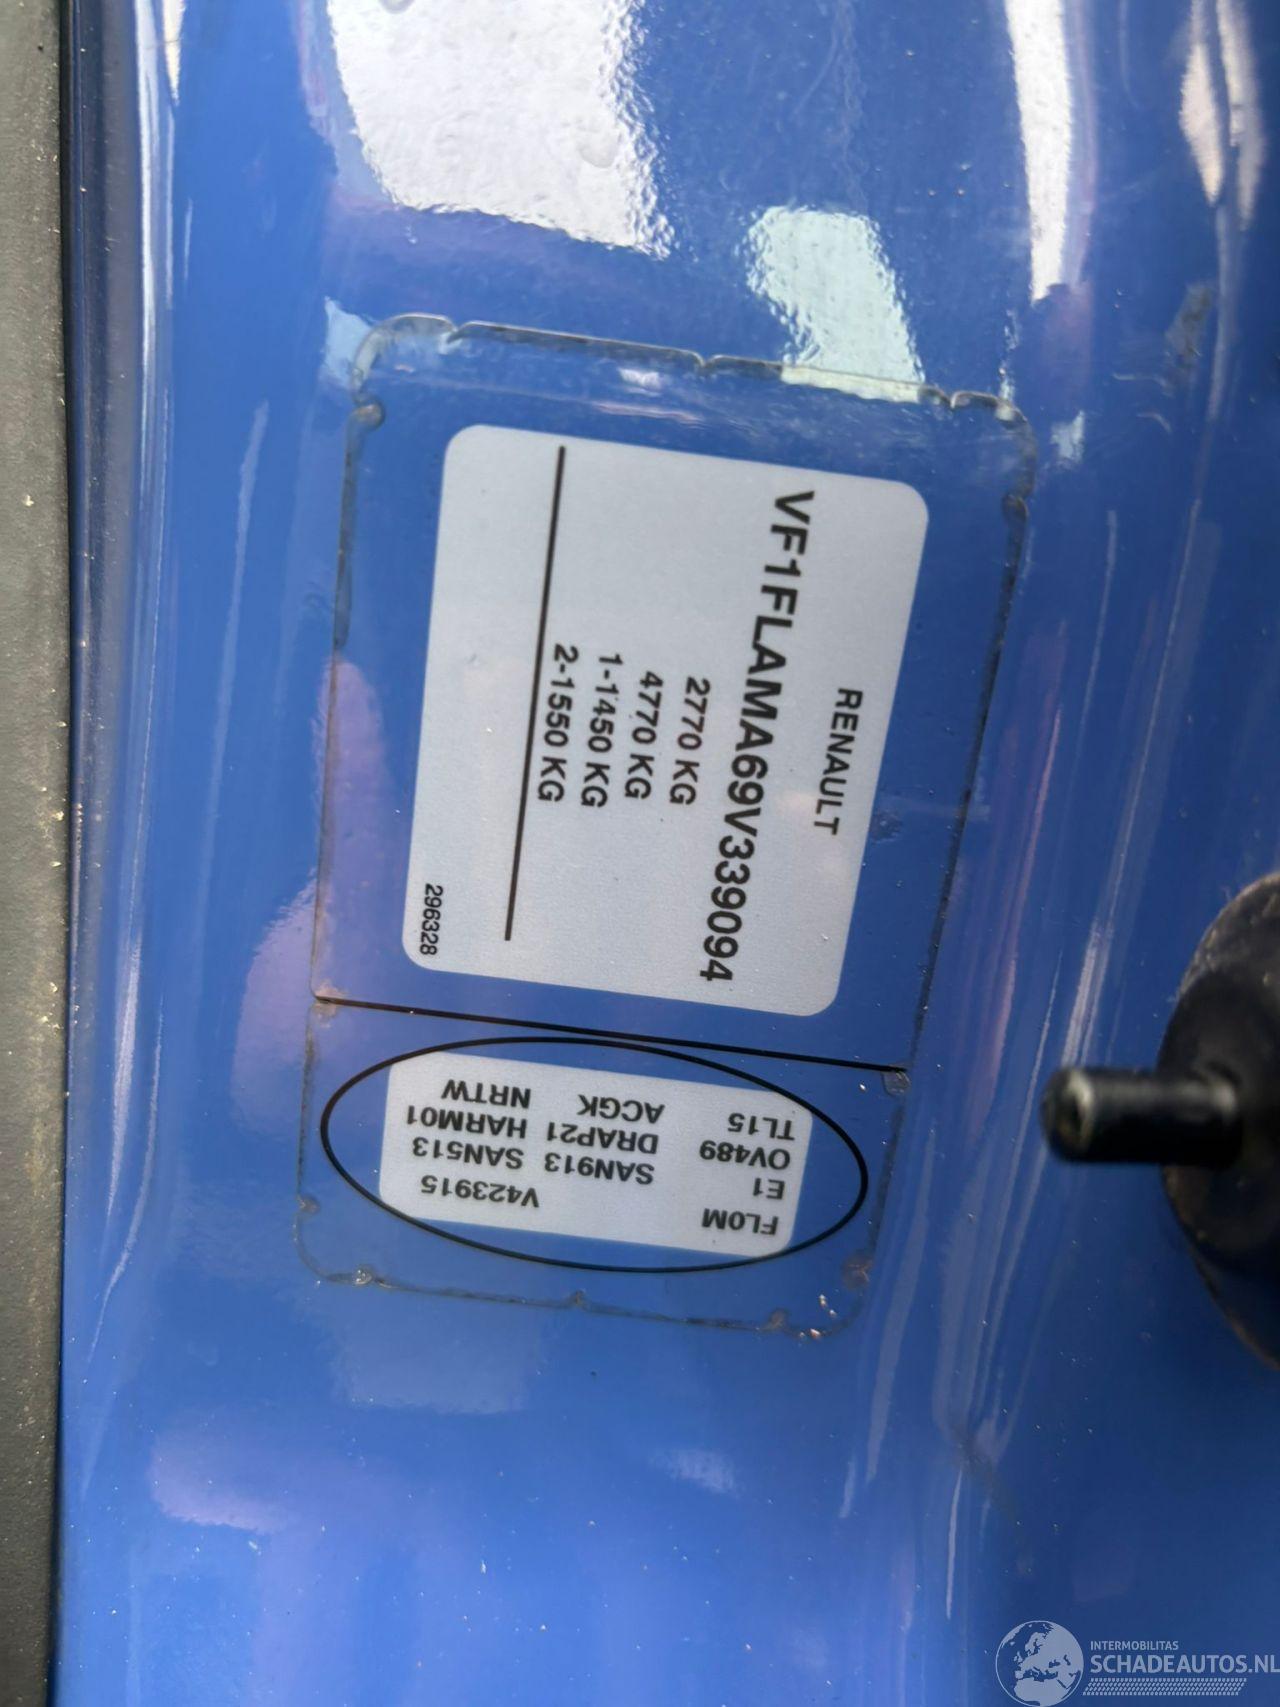 RENAULT
VF1FLAMA69V339094
2770 KG
4770 KG
1-1450 KG
2-1550 KG
296328
FL0M
E1
OV489
TL15
SAN913
DRAP21
ACGK
V423915
SAN513
HARM01
NRTW
INTERMOBILITAS
SCHADEAUTOS.NL